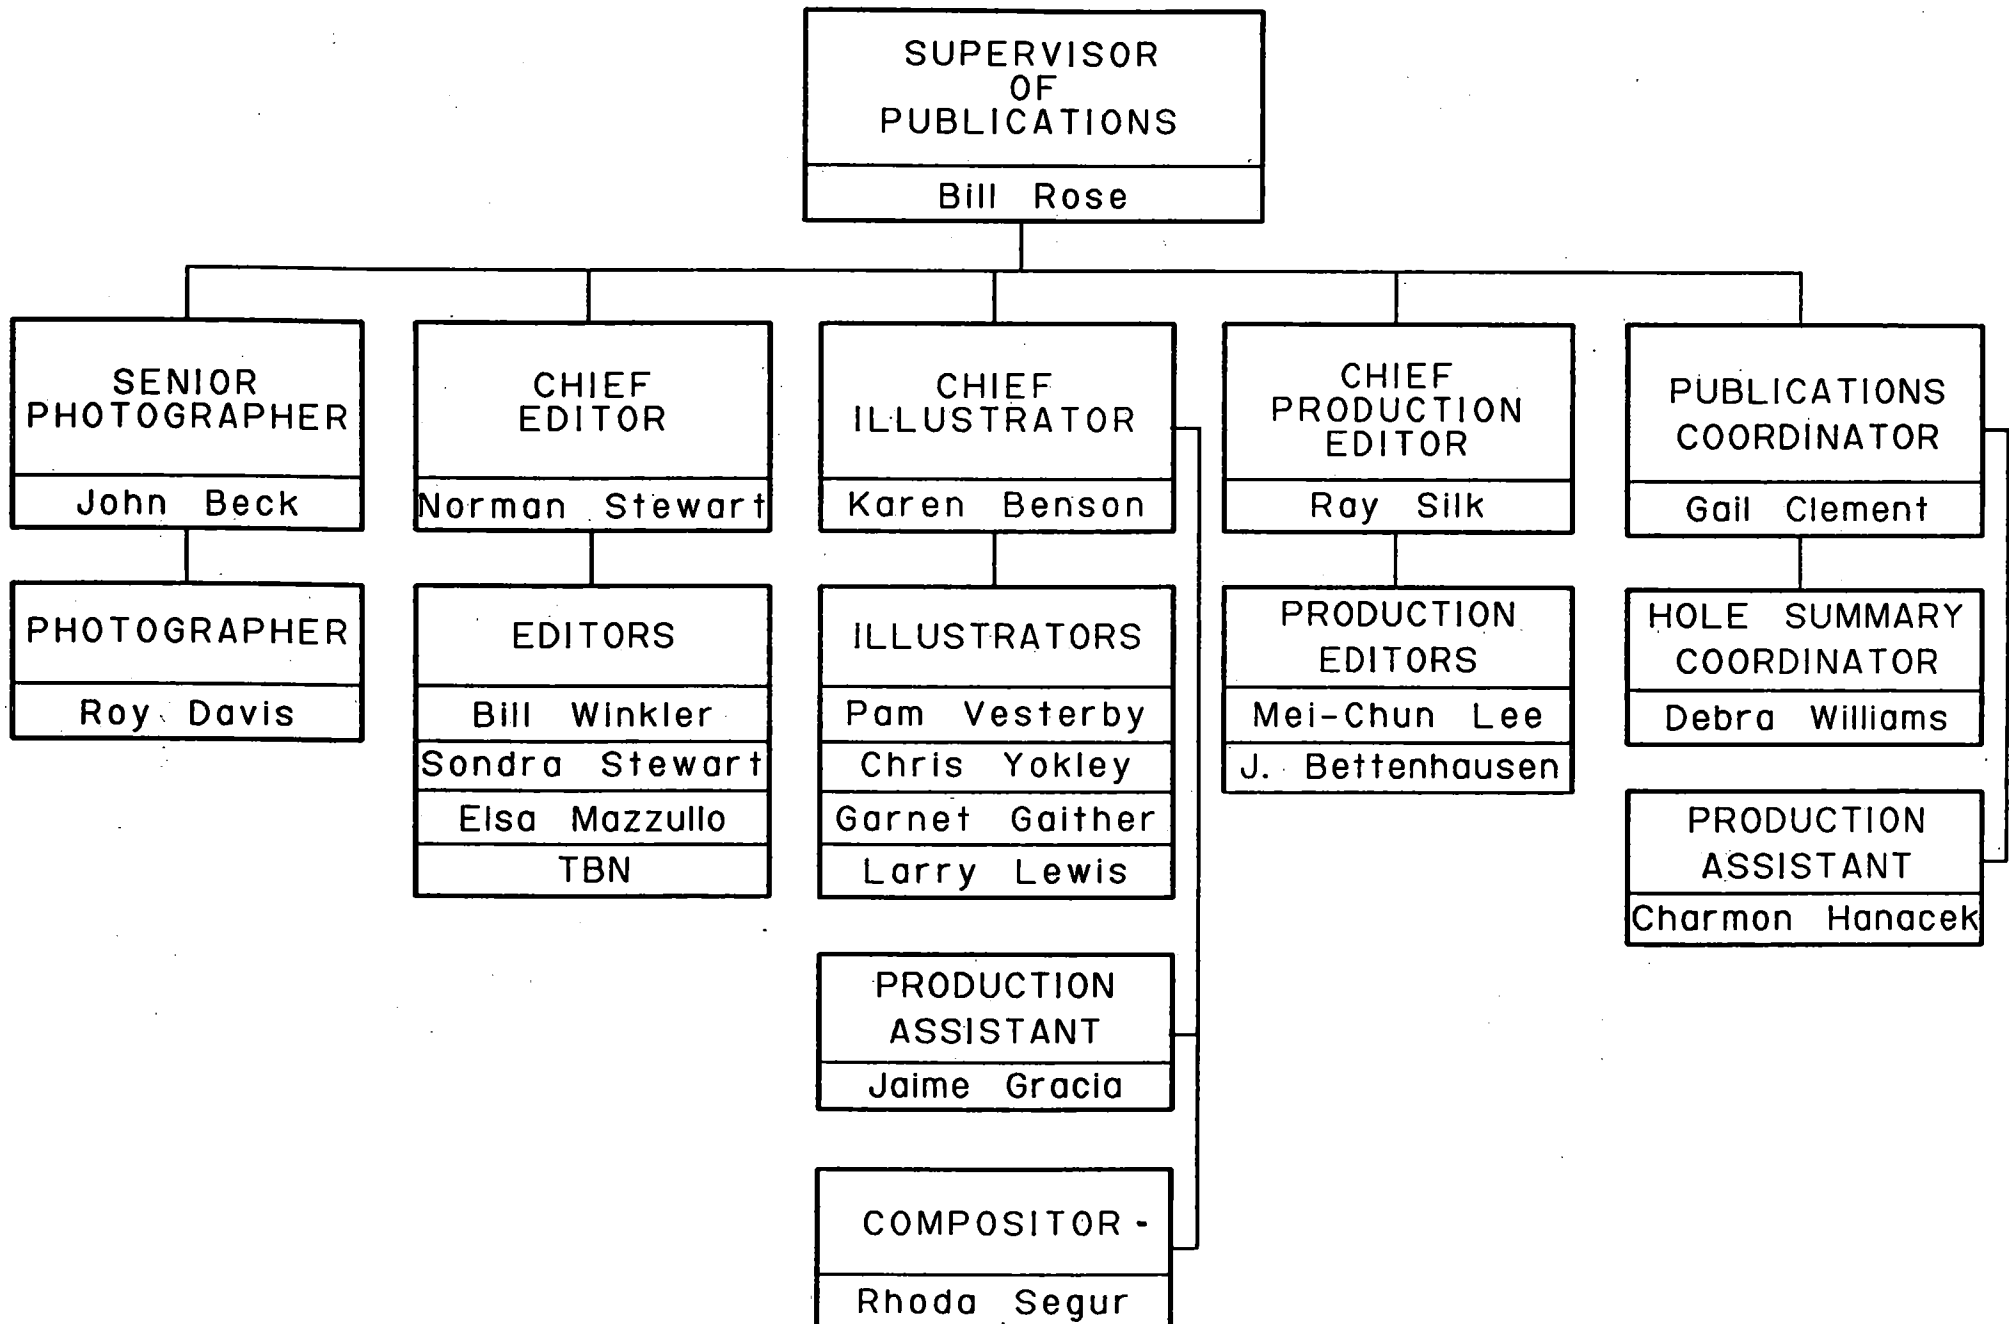 SUPERVISOR
OF
PUBLICATIONS
Bill Rose
SENIOR
PHOTOGRAPHER
John Beck
PHOTOGRAPHER
Roy Davis
CHIEF
EDITOR
Norman Stewart
EDITORS
Bill Winkler
Sondra Stewart
Elsa Mazzullo
TBN
CHIEF
ILLUSTRATOR
Karen Benson
ILLUSTRATORS
Pam Vesterby
Chris Yokley
Garnet Gaither
Larry Lewis
PRODUCTION
ASSISTANT
Jaime Gracia
COMPOSITOR -
Rhoda Segur
CHIEF
PRODUCTION
EDITOR
Ray Silk
PRODUCTION
EDITORS
Mei-Chun Lee
J. Bettenhausen
PUBLICATIONS
COORDINATOR
Gail Clement
HOLE SUMMARY
COORDINATOR
Debra Williams
PRODUCTION
ASSISTANT
Charmon Hanacek